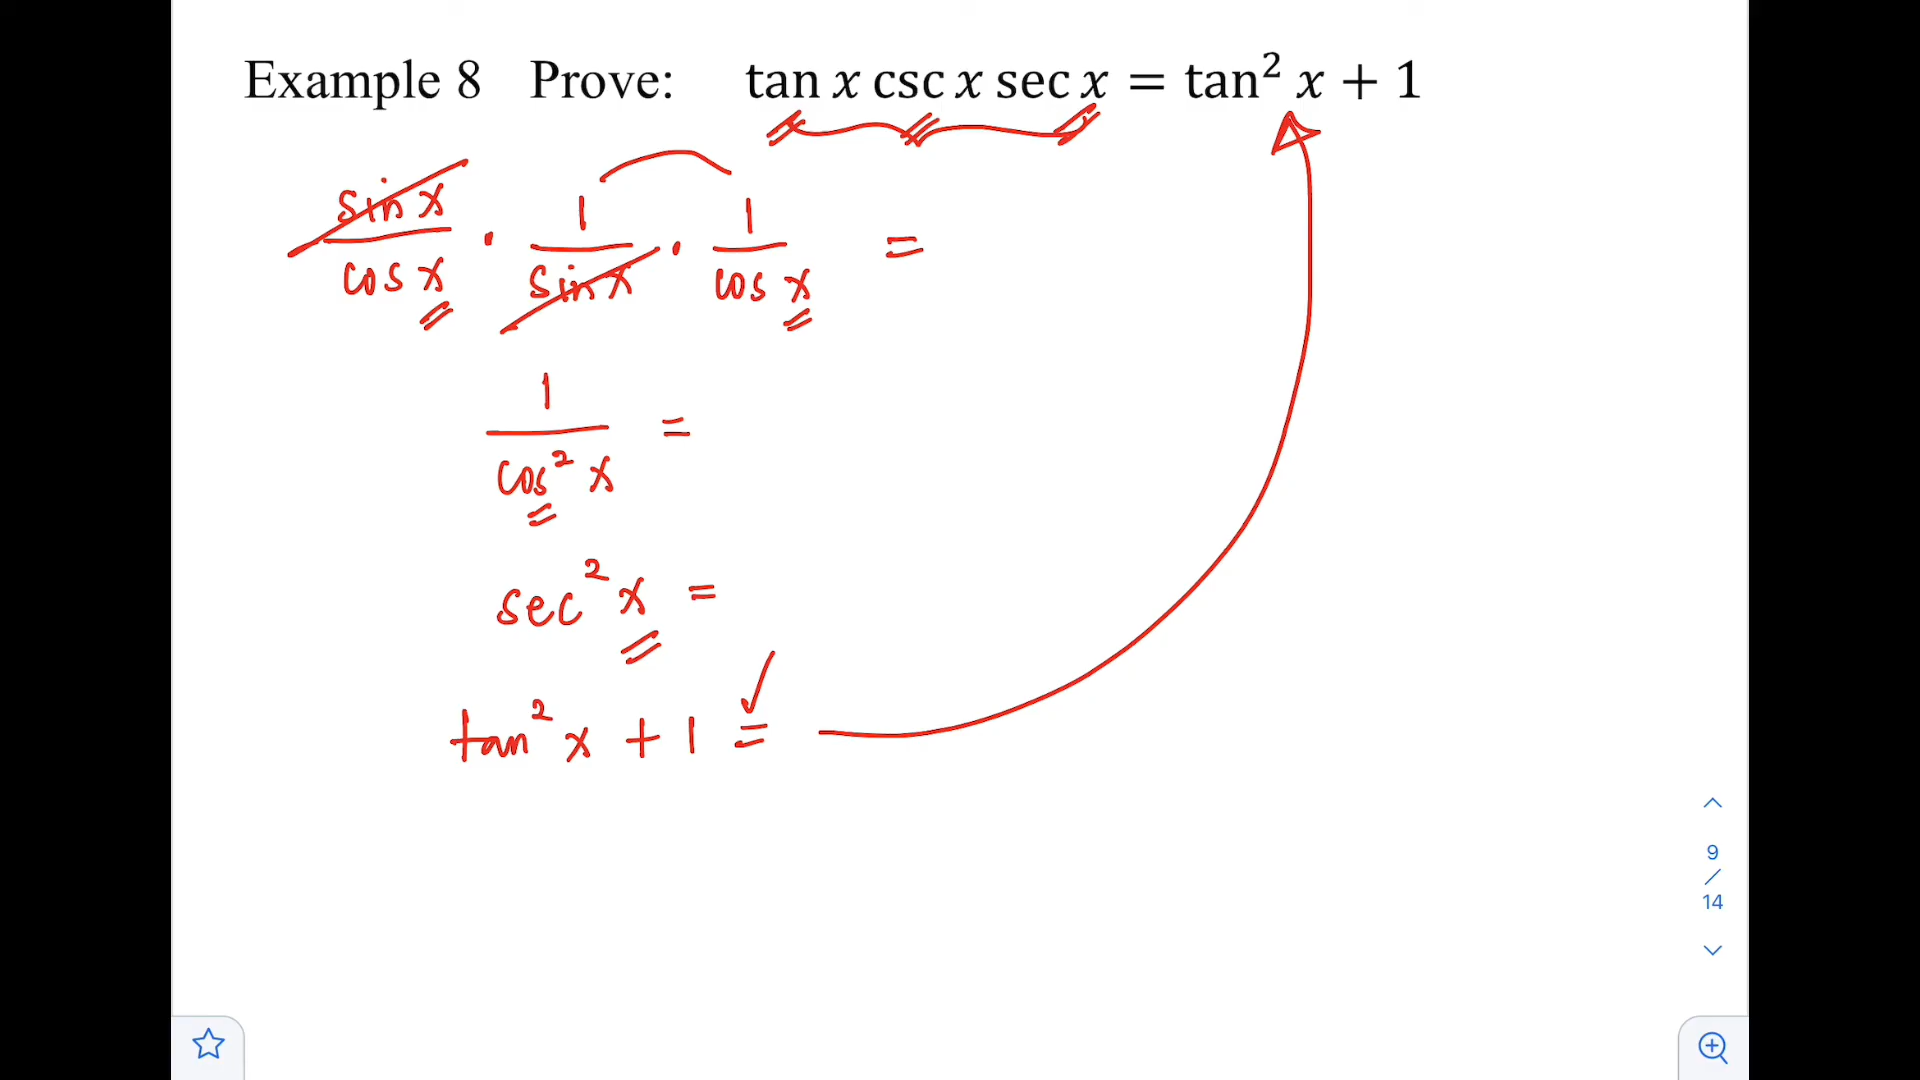 Example 8 Prove: tan x csc x sec x = tan² x + 1
sin x / cos x · 1 / sin x · 1 / cos x =
1 / cos² x =
sec² x =
tan² x + 1 =
9
/
14